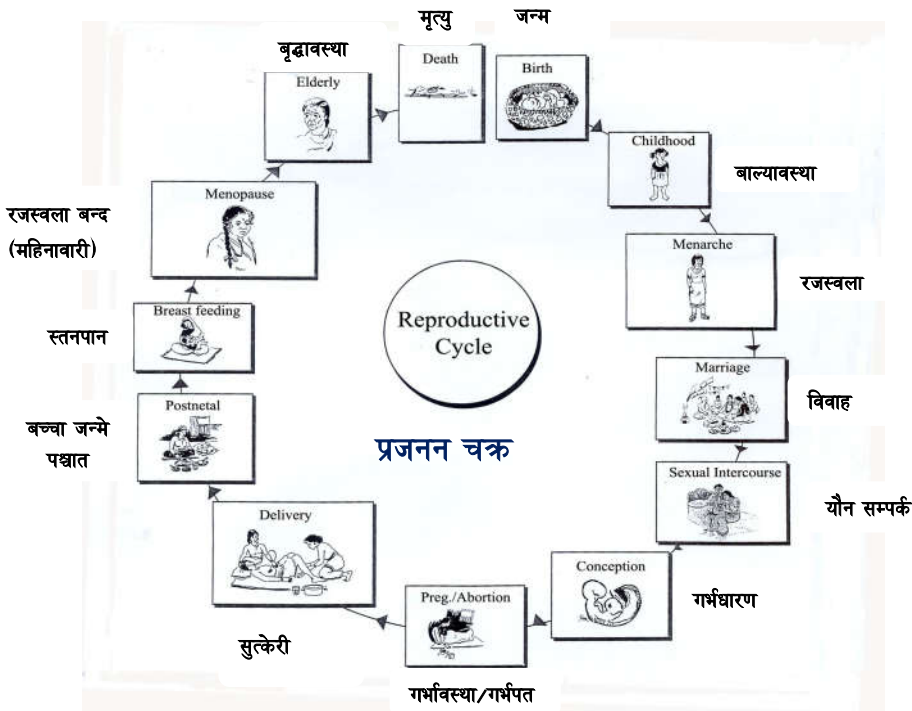 मृत्यु
जन्म
बृद्धावस्था
Death
Birth
Elderly
Childhood
बाल्यावस्था
Menopause
रजस्वला बन्द
(महिनावारी)
Menarche
रजस्वला
Breast feeding
स्तनपान
Reproductive
Cycle
Marriage
विवाह
Postnetal
बच्चा जन्मे
पश्चात
प्रजनन चक्र
Sexual Intercourse
यौन सम्पर्क
Delivery
Conception
गर्भधारण
Preg./Abortion
सुत्केरी
गर्भावस्था/गर्भपत